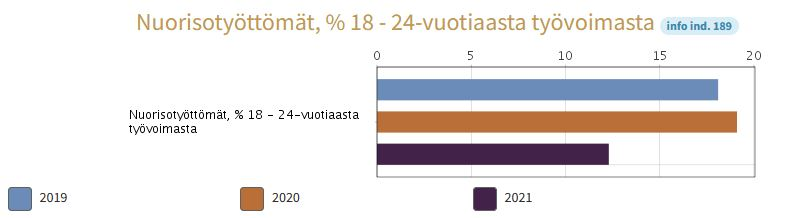 Nuorisotyöttömät, % 18 - 24-vuotiaasta työvoimasta info ind. 189
0 5 10 15 20
Nuorisotyöttömät, % 18 - 24-vuotiaasta
työvoimasta
2019 2020 2021